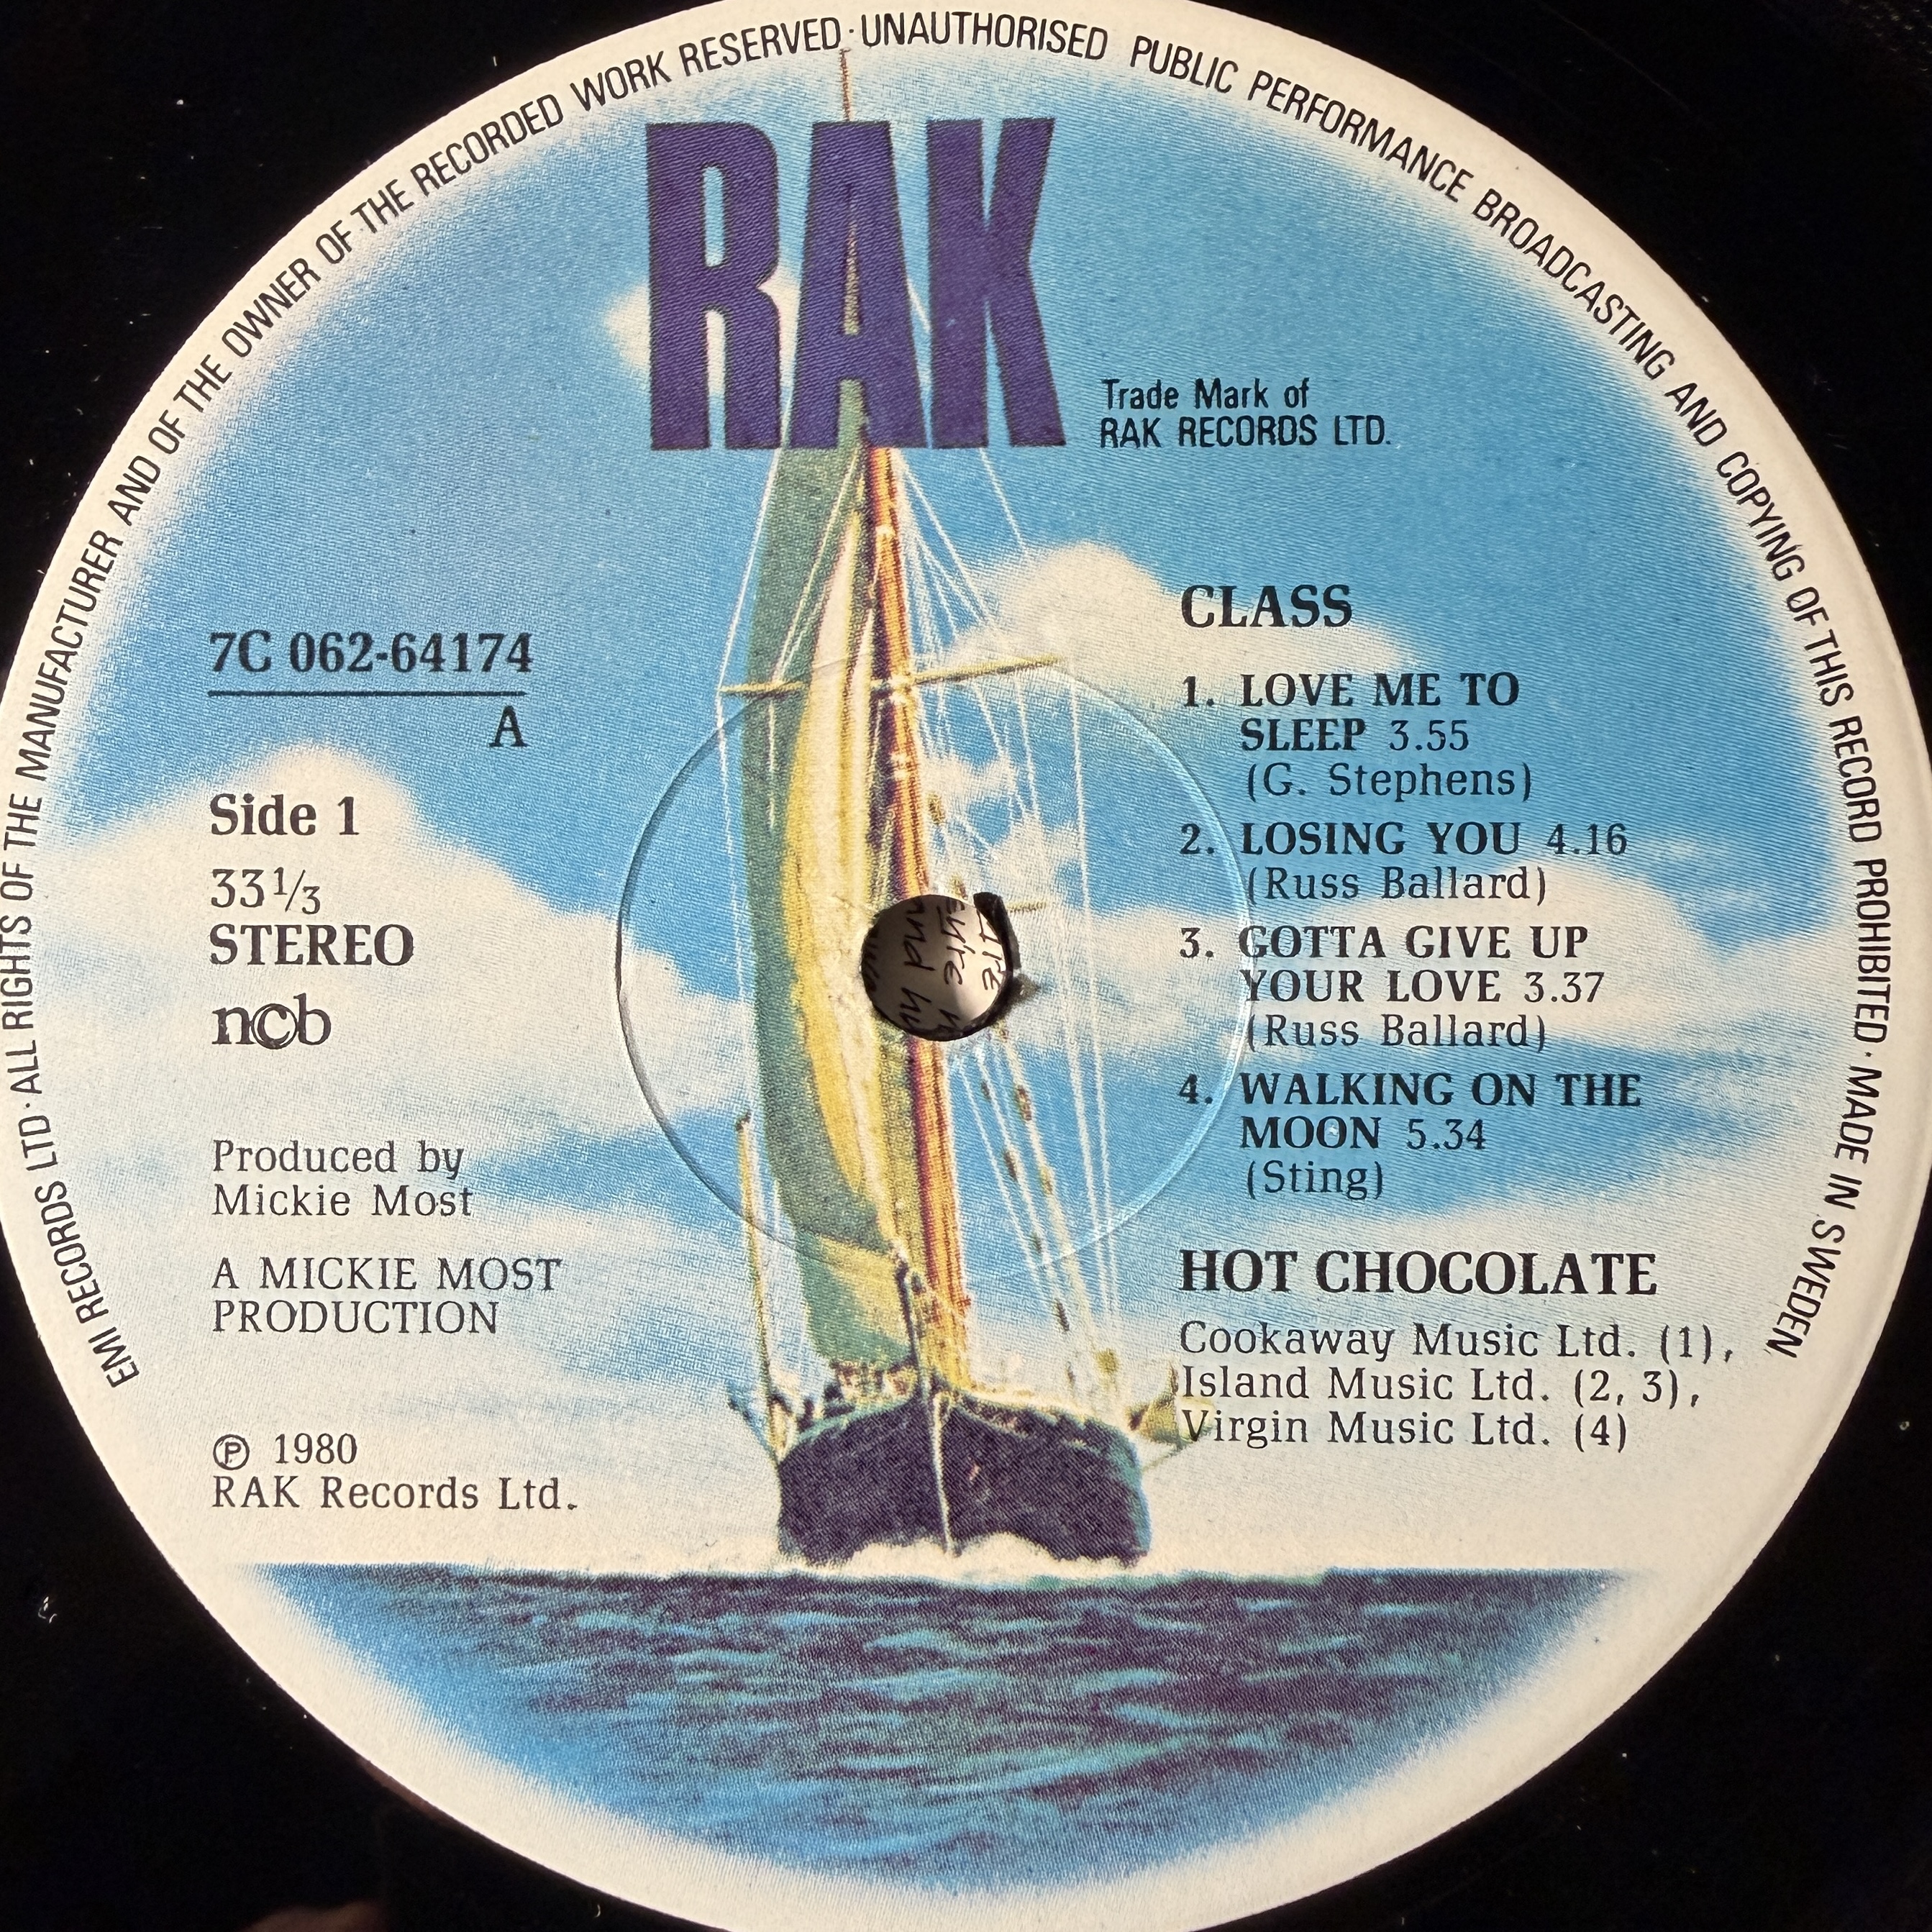 EMI RECORDS LTD · ALL RIGHTS OF THE MANUFACTURER AND OF THE OWNER OF THE RECORDED WORK RESERVED · UNAUTHORISED PUBLIC PERFORMANCE BROADCASTING AND COPYING OF THIS RECORD PROHIBITED · MADE IN SWEDEN
RAK
Trade Mark of
RAK RECORDS LTD.
7C 062-64174
A
Side 1
33 1/3
STEREO
ncb
Produced by
Mickie Most
A MICKIE MOST
PRODUCTION
℗ 1980
RAK Records Ltd.
CLASS
1. LOVE ME TO
SLEEP 3.55
(G. Stephens)
2. LOSING YOU 4.16
(Russ Ballard)
3. GOTTA GIVE UP
YOUR LOVE 3.37
(Russ Ballard)
4. WALKING ON THE
MOON 5.34
(Sting)
HOT CHOCOLATE
Cookaway Music Ltd. (1),
Island Music Ltd. (2, 3),
Virgin Music Ltd. (4)